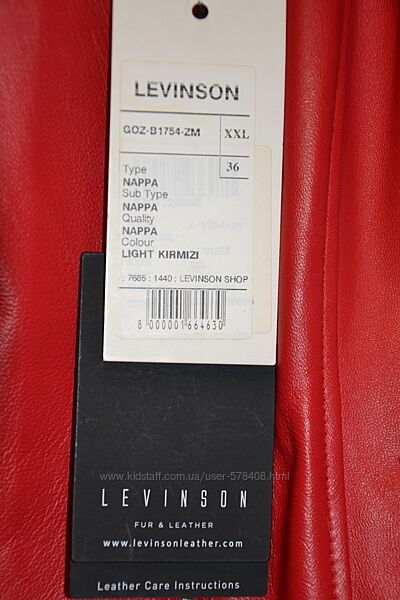 LEVINSON
GOZ-B1754-ZM XXL
36
Type
NAPPA
Sub Type
NAPPA
Quality
NAPPA
Colour
LIGHT KIRMIZI
: 7685 : 1440 : LEVINSON SHOP
8 000001 664630
www.kidstaff.com.ua/user-578408.html
LEVINSON
FUR & LEATHER
www.levinsonleather.com
Leather Care Instructions